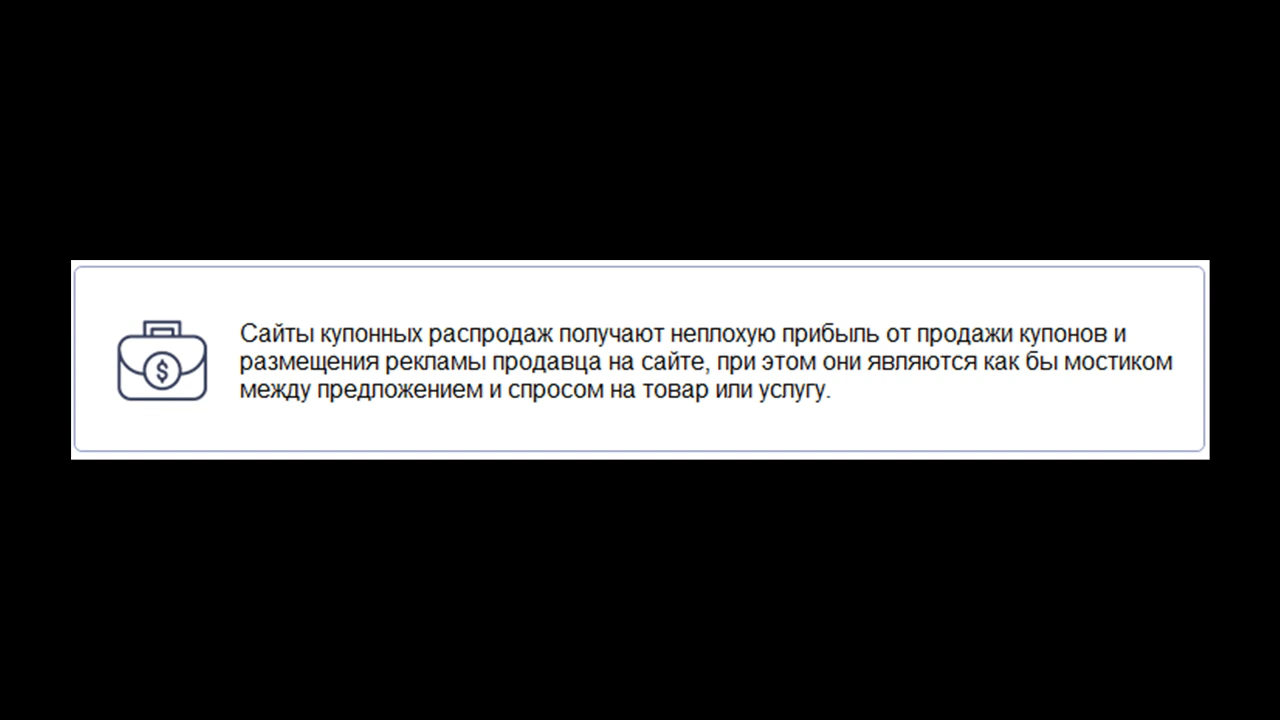 Сайты купонных распродаж получают неплохую прибыль от продажи купонов и
размещения рекламы продавца на сайте, при этом они являются как бы мостиком
между предложением и спросом на товар или услугу.